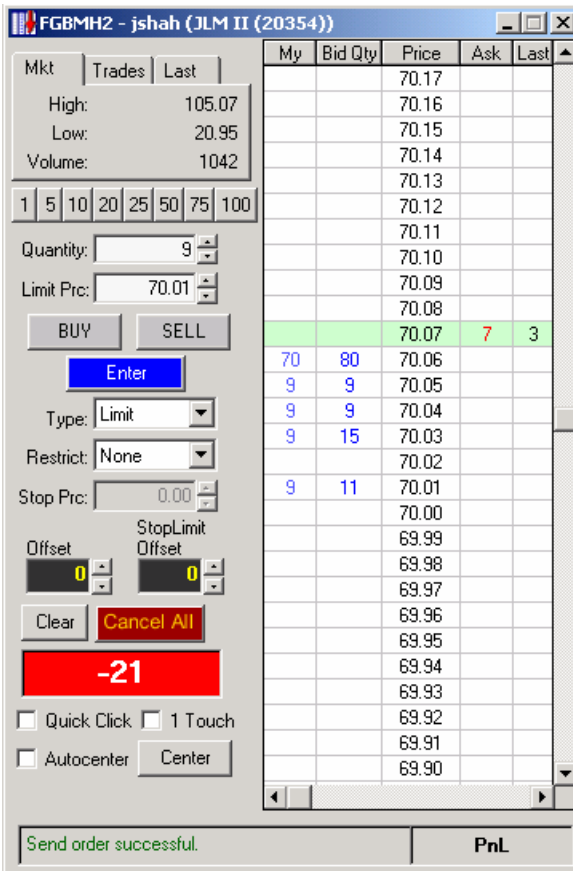 FGBMH2 - jshah (JLM II (20354))
Mkt Trades Last
High: 105.07
Low: 20.95
Volume: 1042
1 5 10 20 25 50 75 100
Quantity: 9
Limit Prc: 70.01
BUY SELL
Enter
Type: Limit
Restrict: None
Stop Prc: 0.00
StopLimit
Offset Offset
0 0
Clear Cancel All
-21
Quick Click 1 Touch
Autocenter Center
My Bid Qty Price Ask Last
70.17
70.16
70.15
70.14
70.13
70.12
70.11
70.10
70.09
70.08
70.07 7 3
70 80 70.06
9 9 70.05
9 9 70.04
9 15 70.03
70.02
9 11 70.01
70.00
69.99
69.98
69.97
69.96
69.95
69.94
69.93
69.92
69.91
69.90
Send order successful. PnL